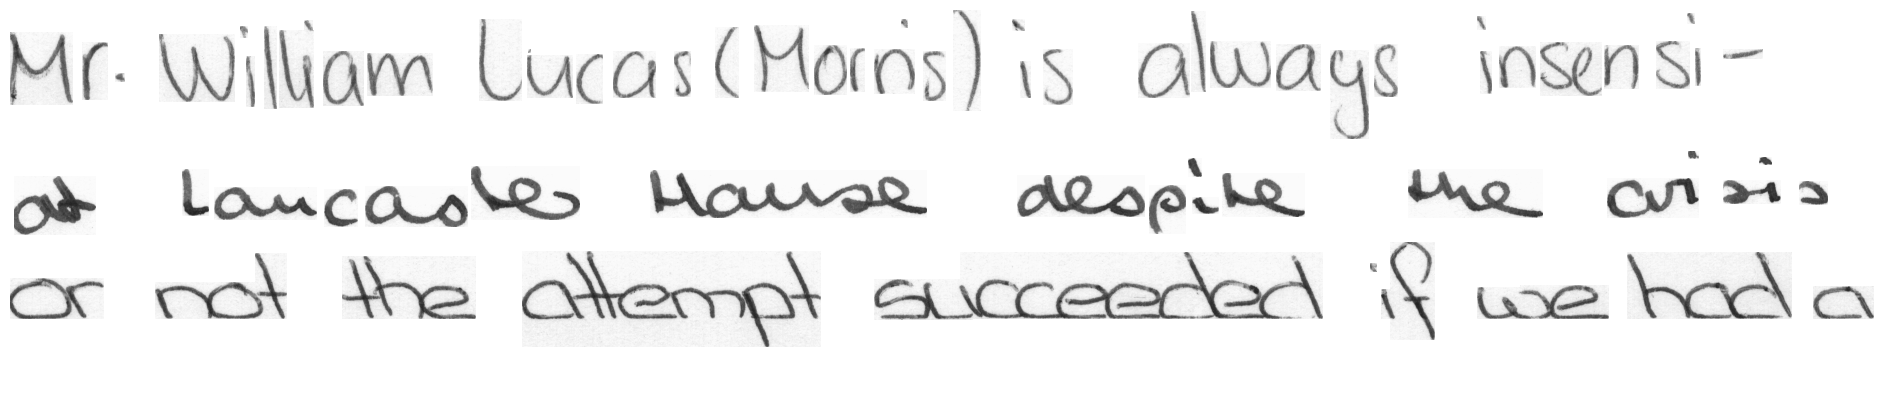 Mr. William Lucas (Morris) is always insensi-
at Lancaster House despite the crisis
or not the attempt succeeded if we had a